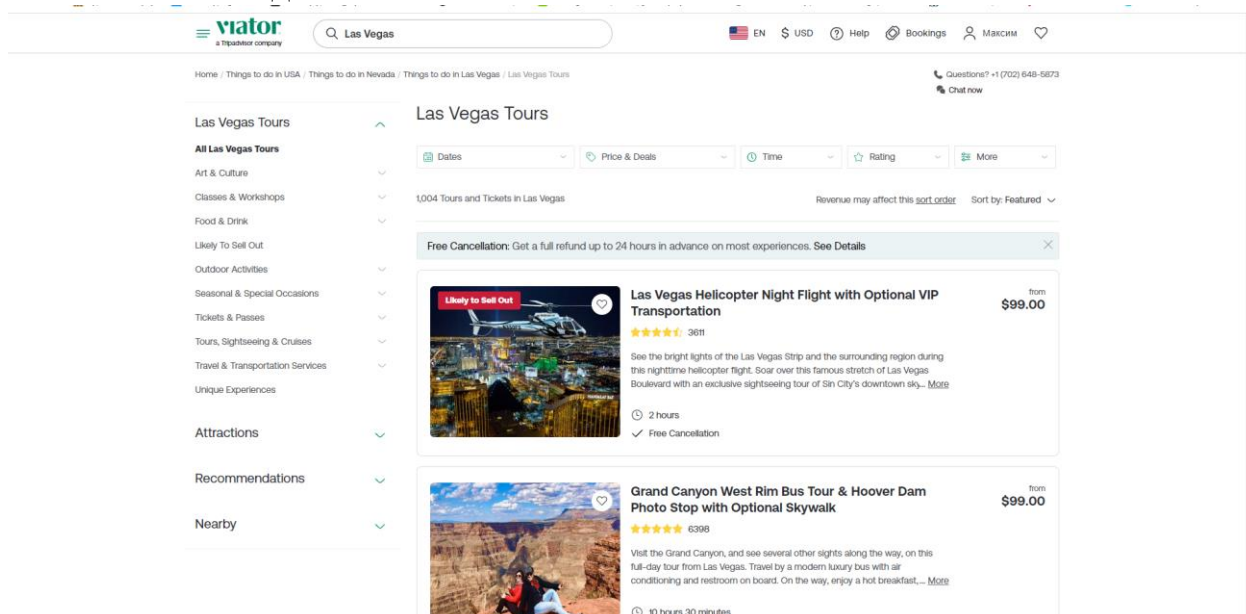 viator
a Tripadvisor company
Las Vegas
EN
$ USD
Help
Bookings
Максим
Home / Things to do in USA / Things to do in Nevada / Things to do in Las Vegas / Las Vegas Tours
Questions? +1 (702) 648-5873
Chat now
Las Vegas Tours
All Las Vegas Tours
Art & Culture
Classes & Workshops
Food & Drink
Likely To Sell Out
Outdoor Activities
Seasonal & Special Occasions
Tickets & Passes
Tours, Sightseeing & Cruises
Travel & Transportation Services
Unique Experiences
Attractions
Recommendations
Nearby
Las Vegas Tours
Dates
Price & Deals
Time
Rating
More
1,004 Tours and Tickets in Las Vegas
Revenue may affect this sort order
Sort by: Featured
Free Cancellation: Get a full refund up to 24 hours in advance on most experiences. See Details
Likely to Sell Out
Las Vegas Helicopter Night Flight with Optional VIP
Transportation
from
$99.00
3611
See the bright lights of the Las Vegas Strip and the surrounding region during
this nighttime helicopter flight. Soar over this famous stretch of Las Vegas
Boulevard with an exclusive sightseeing tour of Sin City's downtown sky... More
2 hours
Free Cancellation
Grand Canyon West Rim Bus Tour & Hoover Dam
Photo Stop with Optional Skywalk
from
$99.00
6398
Visit the Grand Canyon, and see several other sights along the way, on this
full-day tour from Las Vegas. Travel by a modern luxury bus with air
conditioning and restroom on board. On the way, enjoy a hot breakfast,... More
10 hours 30 minutes